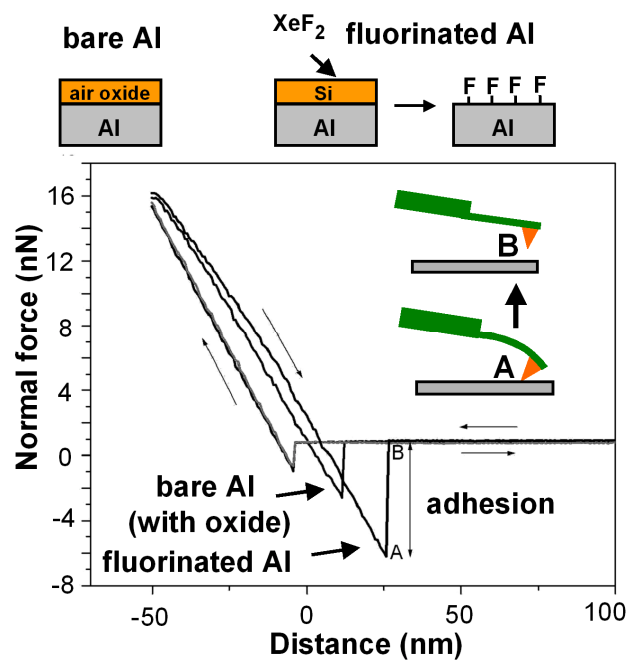 bare Al
XeF2
fluorinated Al
air oxide
Al
Si
Al
F F F F
Al
16
12
8
4
0
-4
-8
Normal force (nN)
B
A
B
bare Al
(with oxide)
fluorinated Al
A
adhesion
-50
0
50
100
Distance (nm)